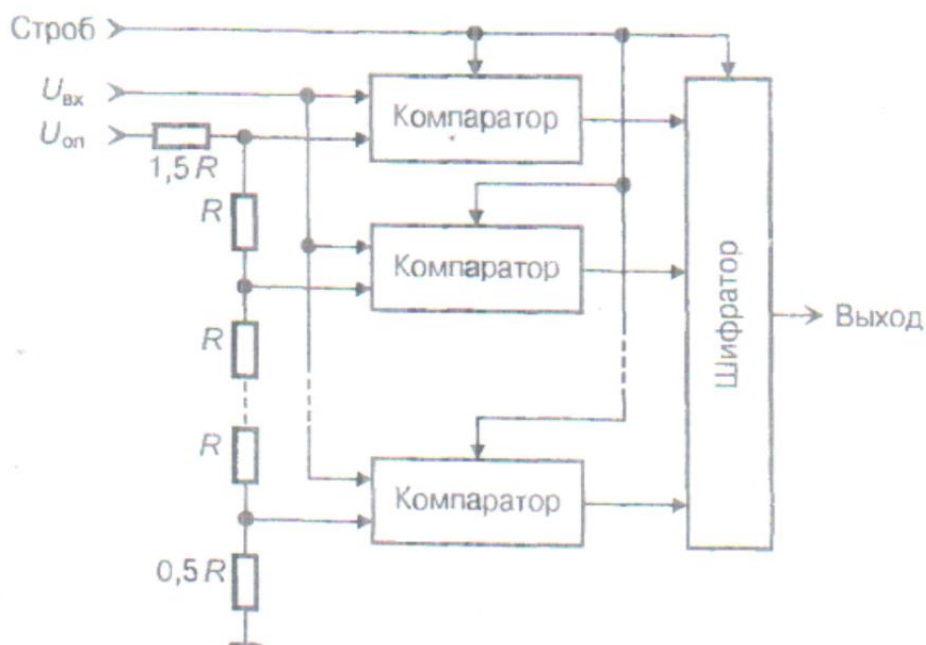 Строб
Uвх
Uоп
1,5R
R
R
R
0,5R
Компаратор
Компаратор
Компаратор
Шифратор
Выход